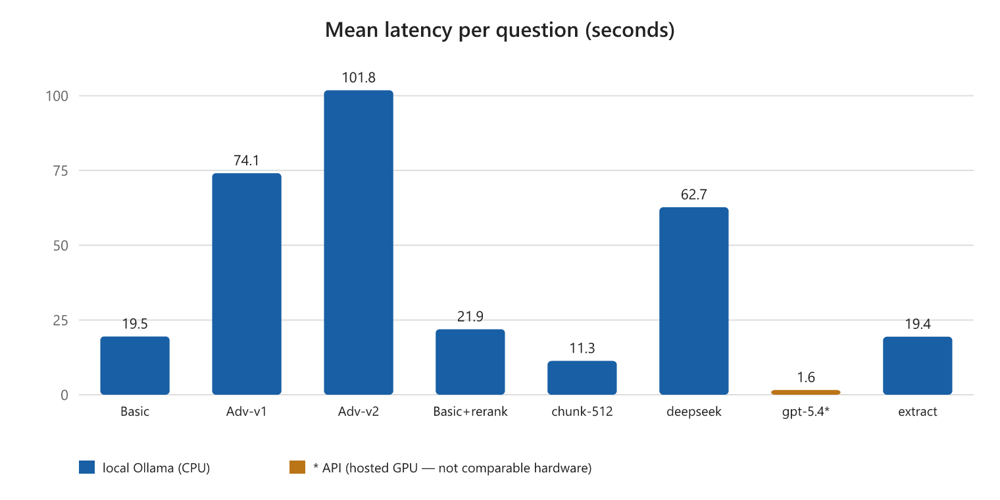 Mean latency per question (seconds)
101.8
100
74.1
75
62.7
50
25
19.5
21.9
11.3
1.6
19.4
0
Basic
Adv-v1
Adv-v2
Basic+rerank
chunk-512
deepseek
gpt-5.4*
extract
local Ollama (CPU)
* API (hosted GPU — not comparable hardware)